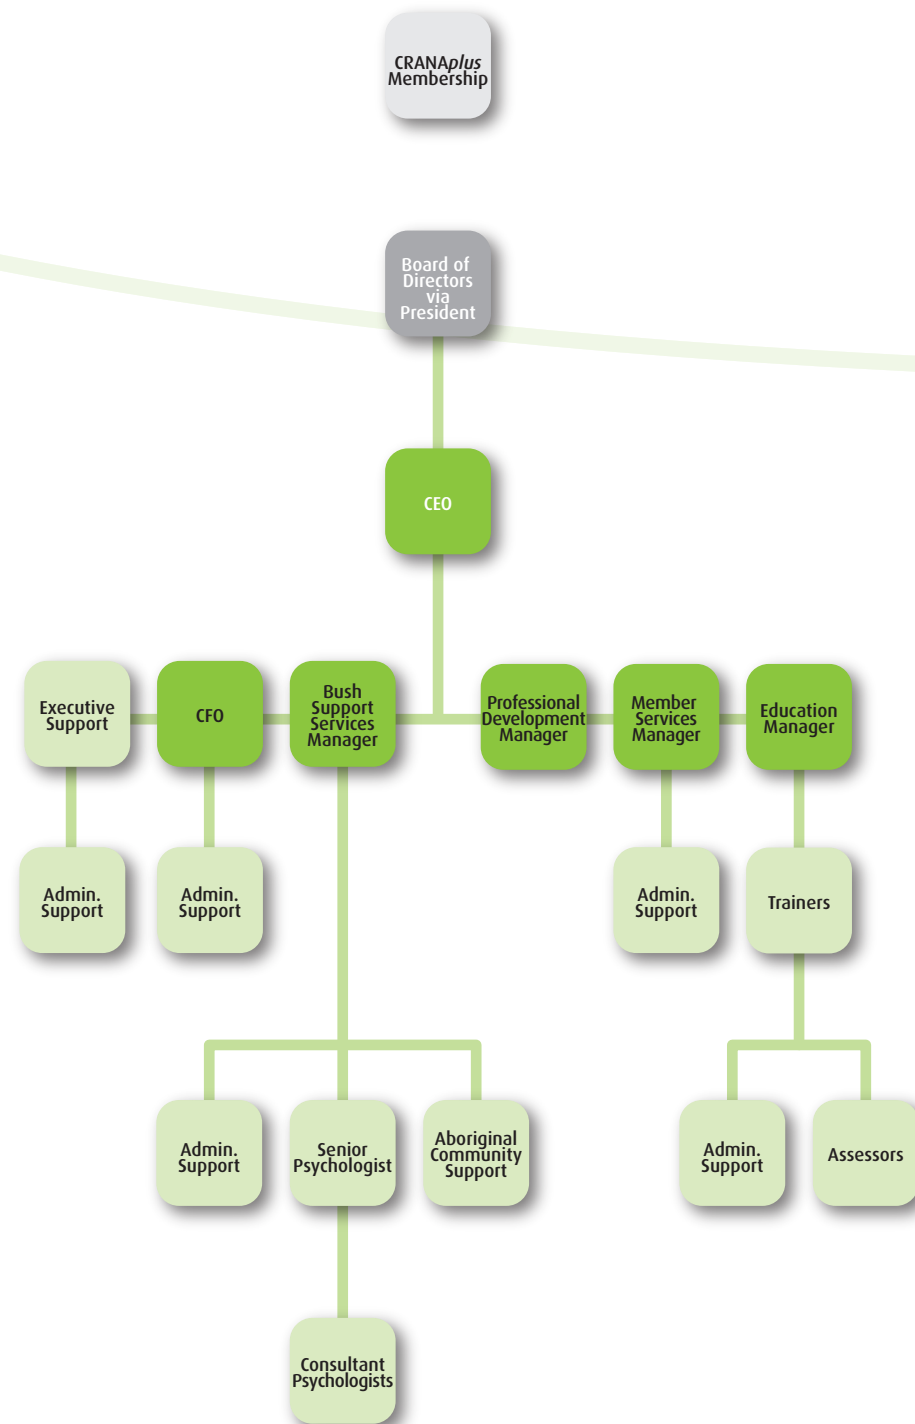 CRANAplus
Membership
Board of
Directors
via
President
CEO
Executive
Support
CFO
Bush
Support
Services
Manager
Professional
Development
Manager
Member
Services
Manager
Education
Manager
Admin.
Support
Admin.
Support
Admin.
Support
Trainers
Admin.
Support
Senior
Psychologist
Aboriginal
Community
Support
Admin.
Support
Assessors
Consultant
Psychologists